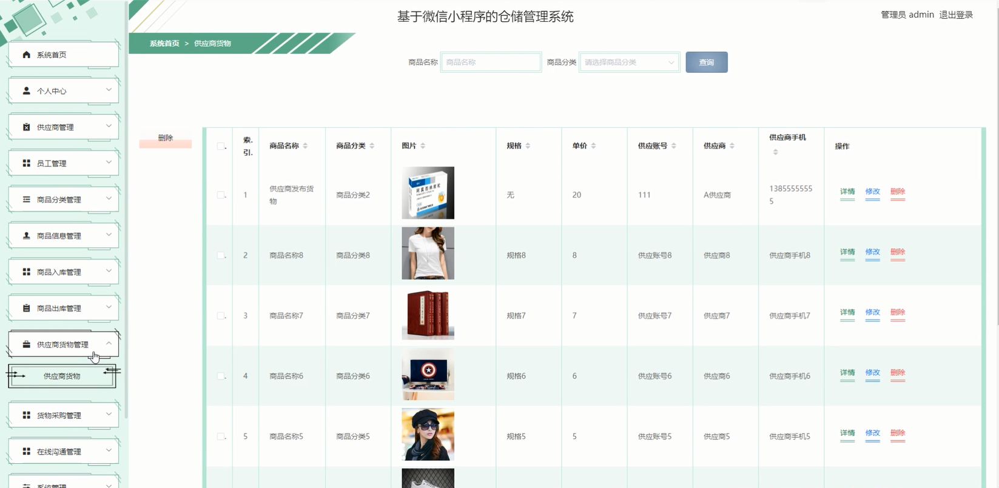 基于微信小程序的仓储管理系统
管理员 admin 退出登录
系统首页 > 供应商货物
系统首页
个人中心
供应商管理
员工管理
商品分类管理
商品信息管理
商品入库管理
商品出库管理
供应商货物管理
供应商货物
货物采购管理
在线沟通管理
系统管理
商品名称 商品名称 商品分类 请选择商品分类 查询
删除
索.
引. 商品名称 商品分类 图片 规格 单价 供应账号 供应商 供应商手机 操作
1 供应商发布货
物 商品分类2 无 20 111 A供应商 1385555555
5 详情 修改 删除
2 商品名称8 商品分类8 规格8 8 供应账号8 供应商8 供应商手机8 详情 修改 删除
3 商品名称7 商品分类7 规格7 7 供应账号7 供应商7 供应商手机7 详情 修改 删除
4 商品名称6 商品分类6 规格6 6 供应账号6 供应商6 供应商手机6 详情 修改 删除
5 商品名称5 商品分类5 规格5 5 供应账号5 供应商5 供应商手机5 详情 修改 删除